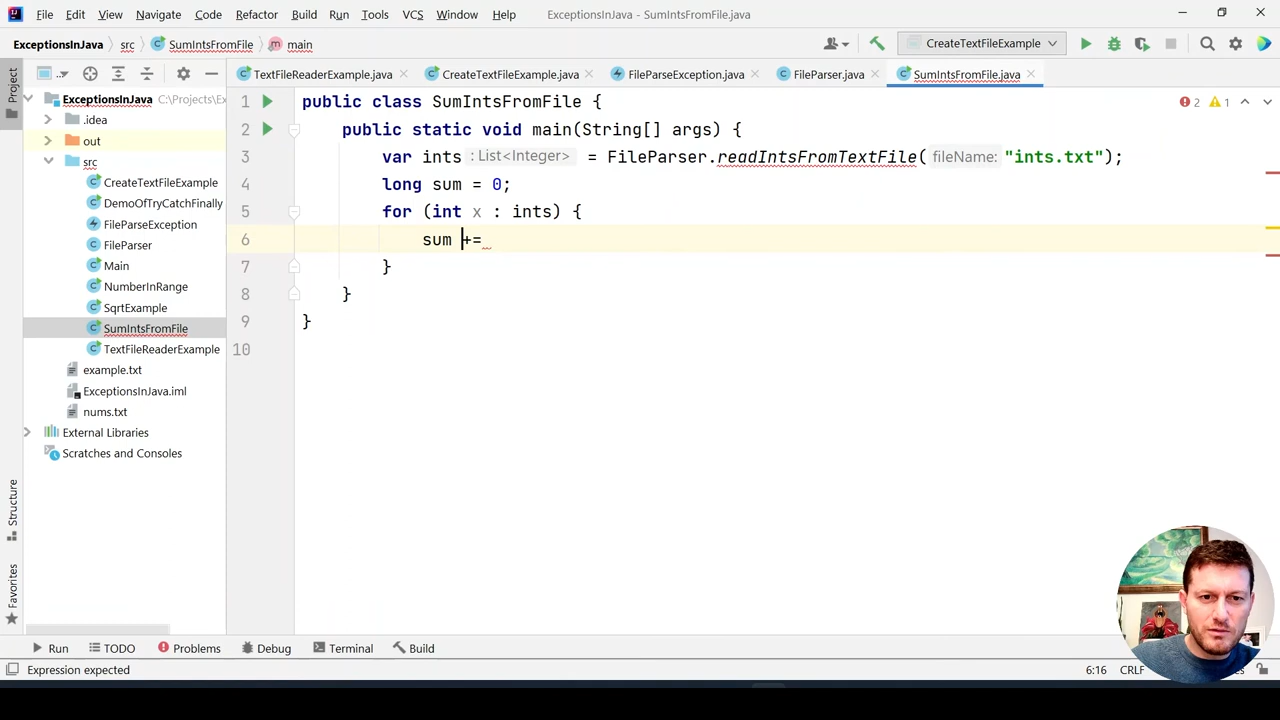 File Edit View Navigate Code Refactor Build Run Tools VCS Window Help ExceptionsInJava - SumIntsFromFile.java
ExceptionsInJava src SumIntsFromFile main CreateTextFileExample
TextFileReaderExample.java CreateTextFileExample.java FileParseException.java FileParser.java SumIntsFromFile.java
Project
ExceptionsInJava C:\Projects\Ex
.idea
out
src
CreateTextFileExample
DemoOfTryCatchFinally
FileParseException
FileParser
Main
NumberInRange
SqrtExample
SumIntsFromFile
TextFileReaderExample
example.txt
ExceptionsInJava.iml
nums.txt
External Libraries
Scratches and Consoles
Structure
Favorites
1 public class SumIntsFromFile {
2 public static void main(String[] args) {
3 var ints : List<Integer> = FileParser.readIntsFromTextFile( fileName: "ints.txt");
4 long sum = 0;
5 for (int x : ints) {
6 sum +=
7 }
8 }
9 }
10
2 1
Run TODO Problems Debug Terminal Build
Expression expected 6:16 CRLF